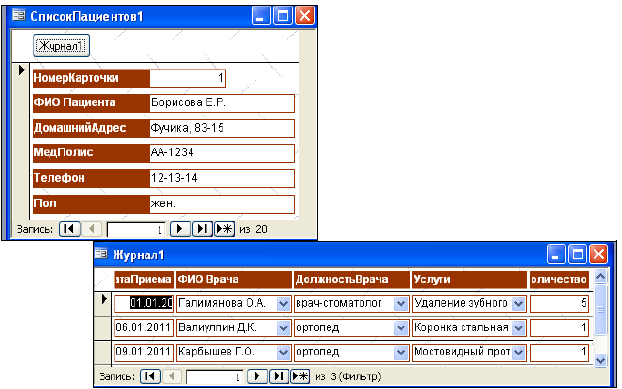 СписокПациентов1
Журнал1
НомерКарточки 1
ФИО Пациента Борисова Е.Р.
ДомашнийАдрес Фучика, 83-15
МедПолис АА-1234
Телефон 12-13-14
Пол жен.
Запись: 1 из 20
Журнал1
таПриема ФИО Врача ДолжностьВрача Услуги оличество
01.01.20 Галимянова О.А. врач-стоматолог Удаление зубного 5
06.01.2011 Валиуллин Д.К. ортопед Коронка стальная 1
09.01.2011 Карбышев Г.О. ортопед Мостовидный прот 1
Запись: 1 из 3 (Фильтр)